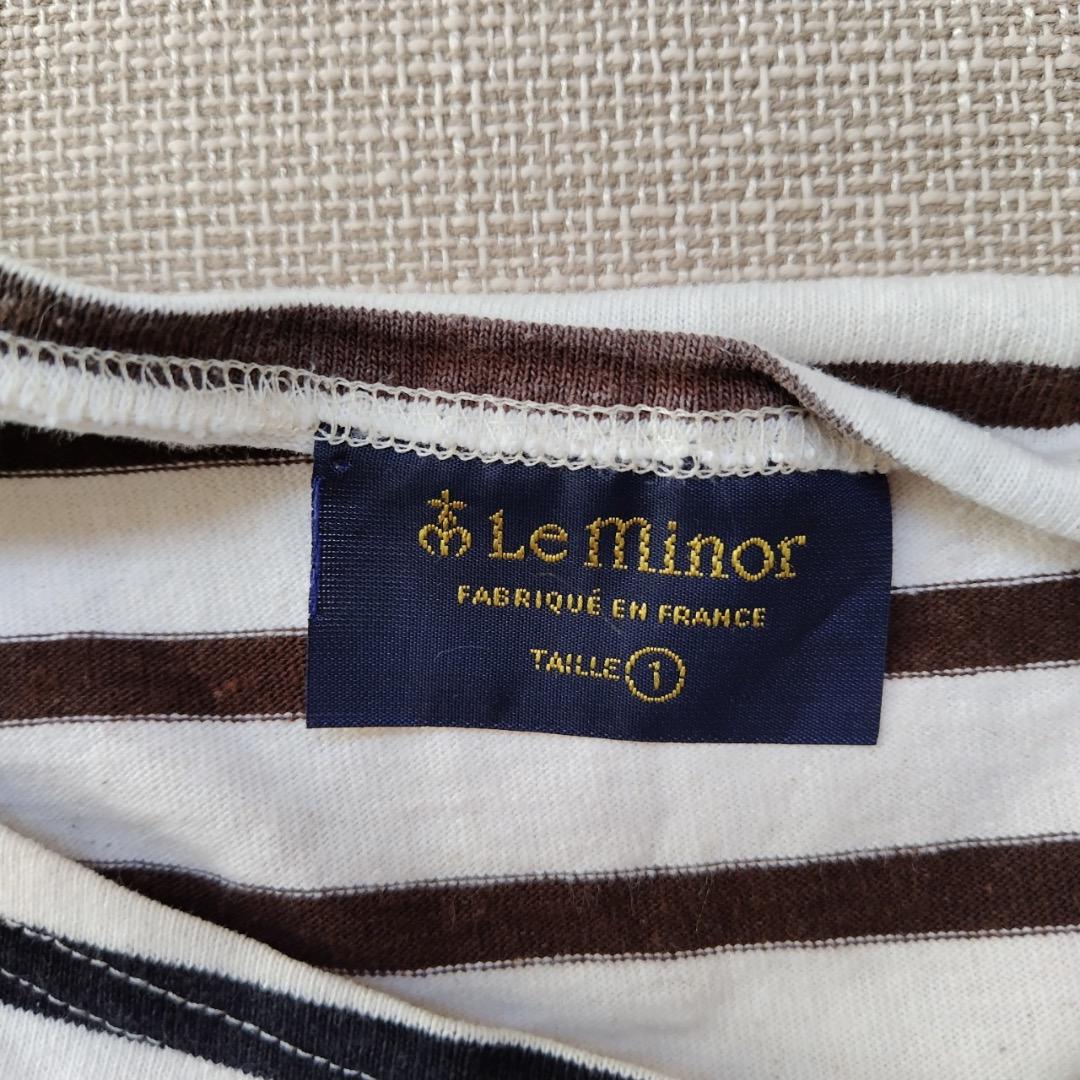 Le Minor
FABRIQUÉ EN FRANCE
TAILLE 1